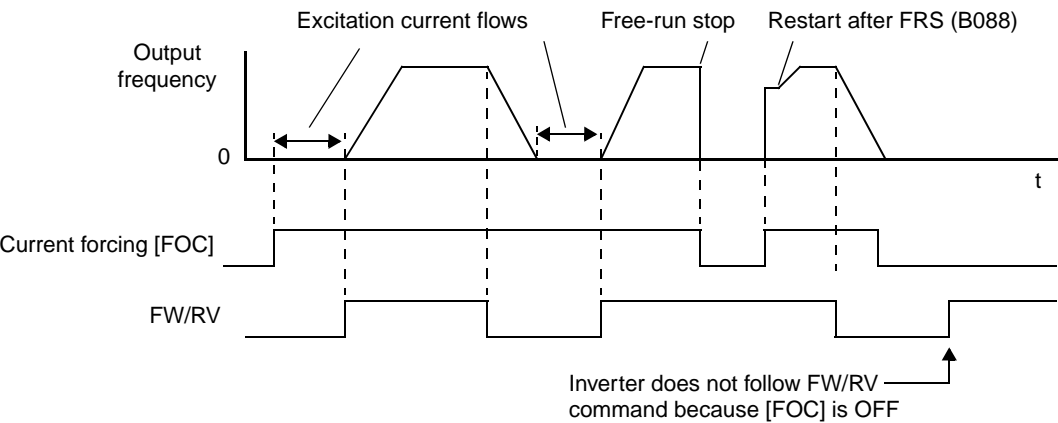 Excitation current flows
Free-run stop
Restart after FRS (B088)
Output
frequency
0
t
Current forcing [FOC]
FW/RV
Inverter does not follow FW/RV
command because [FOC] is OFF